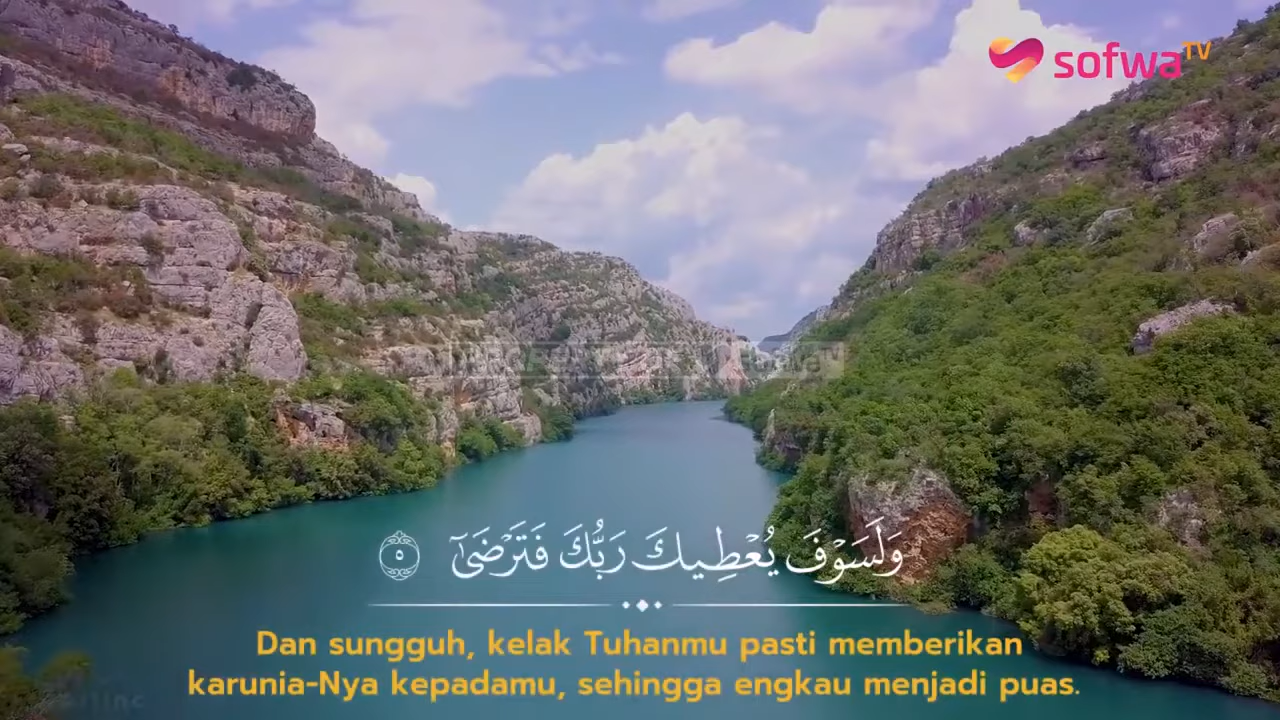 sofwa TV
وَلَسَوْفَ يُعْطِيكَ رَبُّكَ فَتَرْضَىٰٓ ٥
Dan sungguh, kelak Tuhanmu pasti memberikan
karunia-Nya kepadamu, sehingga engkau menjadi puas.